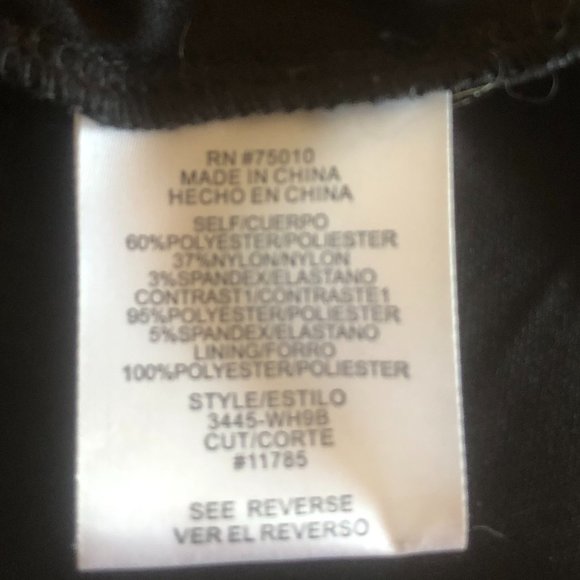 RN #75010
MADE IN CHINA
HECHO EN CHINA
SELF/CUERPO
60%POLYESTER/POLIESTER
37%NYLON/NYLON
3%SPANDEX/ELASTANO
CONTRAST1/CONTRASTE1
95%POLYESTER/POLIESTER
5%SPANDEX/ELASTANO
LINING/FORRO
100%POLYESTER/POLIESTER
STYLE/ESTILO
3445-WH9B
CUT/CORTE
#11785
SEE REVERSE
VER EL REVERSO